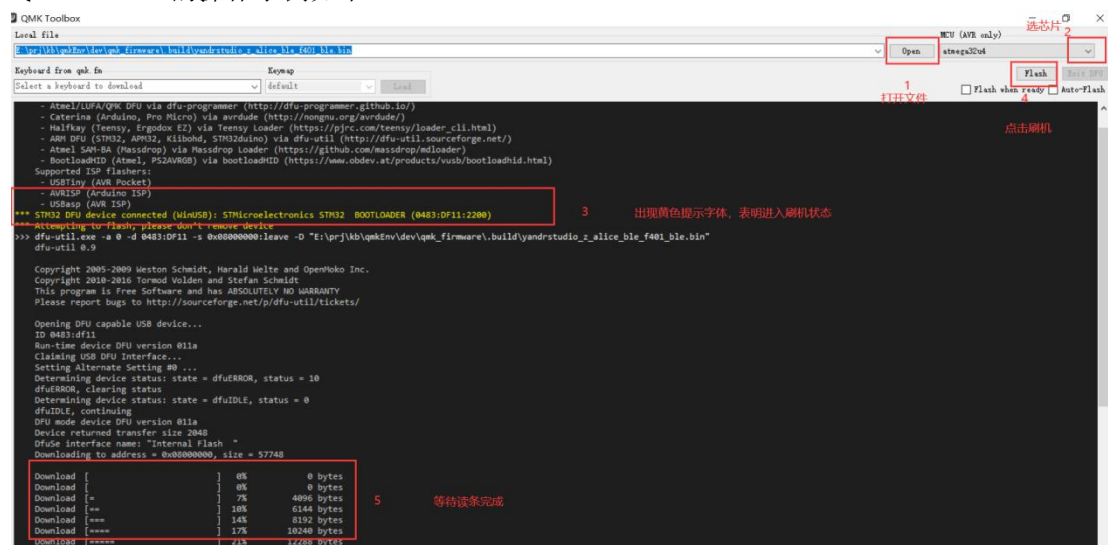 QMK Toolbox
选芯片
Local file
MCU (AVR only)
2
E:\prj\kb\qmkEnv\dev\qmk_firmware\.build\yandrstudio_z_alice_ble_f401_ble.bin
Open
atmega32u4
Keyboard from qmk.fm
Keymap
Flash
Exit DFU
Select a keyboard to download
default
Load
1
打开文件
Flash when ready
Auto-Flash
4
点击刷机
- Atmel/LUFA/QMK DFU via dfu-programmer (http://dfu-programmer.github.io/)
- Caterina (Arduino, Pro Micro) via avrdude (http://nongnu.org/avrdude/)
- Halfkay (Teensy, Ergodox EZ) via Teensy Loader (https://pjrc.com/teensy/loader_cli.html)
- ARM DFU (STM32, APM32, Kiibohd, STM32duino) via dfu-util (http://dfu-util.sourceforge.net/)
- Atmel SAM-BA (Massdrop) via Massdrop Loader (https://github.com/massdrop/mdloader)
- BootloadHID (Atmel, PS2AVRGB) via bootloadHID (https://www.obdev.at/products/vusb/bootloadhid.html)
Supported ISP flashers:
- USBTiny (AVR Pocket)
- AVRISP (Arduino ISP)
- USBasp (AVR ISP)
*** STM32 DFU device connected (WinUSB): STMicroelectronics STM32 BOOTLOADER (0483:DF11:2200)
3
出现黄色提示字体，表明进入刷机状态
*** Attempting to flash, please don't remove device
>>> dfu-util.exe -a 0 -d 0483:DF11 -s 0x08000000:leave -D "E:\prj\kb\qmkEnv\dev\qmk_firmware\.build\yandrstudio_z_alice_ble_f401_ble.bin"
dfu-util 0.9
Copyright 2005-2009 Weston Schmidt, Harald Welte and OpenMoko Inc.
Copyright 2010-2016 Tormod Volden and Stefan Schmidt
This program is Free Software and has ABSOLUTELY NO WARRANTY
Please report bugs to http://sourceforge.net/p/dfu-util/tickets/
Opening DFU capable USB device...
ID 0483:df11
Run-time device DFU version 011a
Claiming USB DFU Interface...
Setting Alternate Setting #0 ...
Determining device status: state = dfuERROR, status = 10
dfuERROR, clearing status
Determining device status: state = dfuIDLE, status = 0
dfuIDLE, continuing
DFU mode device DFU version 011a
Device returned transfer size 2048
DfuSe interface name: "Internal Flash "
Downloading to address = 0x08000000, size = 57748
Download [ ] 0% 0 bytes
Download [ ] 0% 0 bytes
Download [= ] 7% 4096 bytes
5
等待读条完成
Download [== ] 10% 6144 bytes
Download [=== ] 14% 8192 bytes
Download [==== ] 17% 10240 bytes
Download [===== ] 21% 12288 bytes